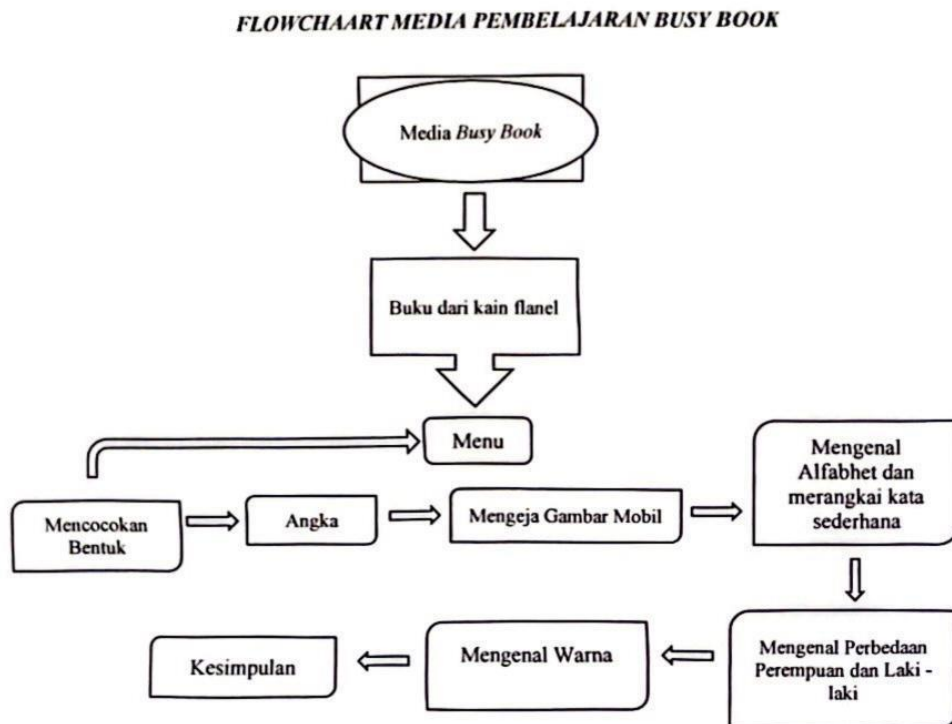 FLOWCHAART MEDIA PEMBELAJARAN BUSY BOOK
Media Busy Book
Buku dari kain flanel
Menu
Mencocokan
Bentuk
Angka
Mengeja Gambar Mobil
Mengenal
Alfabhet dan
merangkai kata
sederhana
Mengenal Perbedaan
Perempuan dan Laki -
laki
Mengenal Warna
Kesimpulan